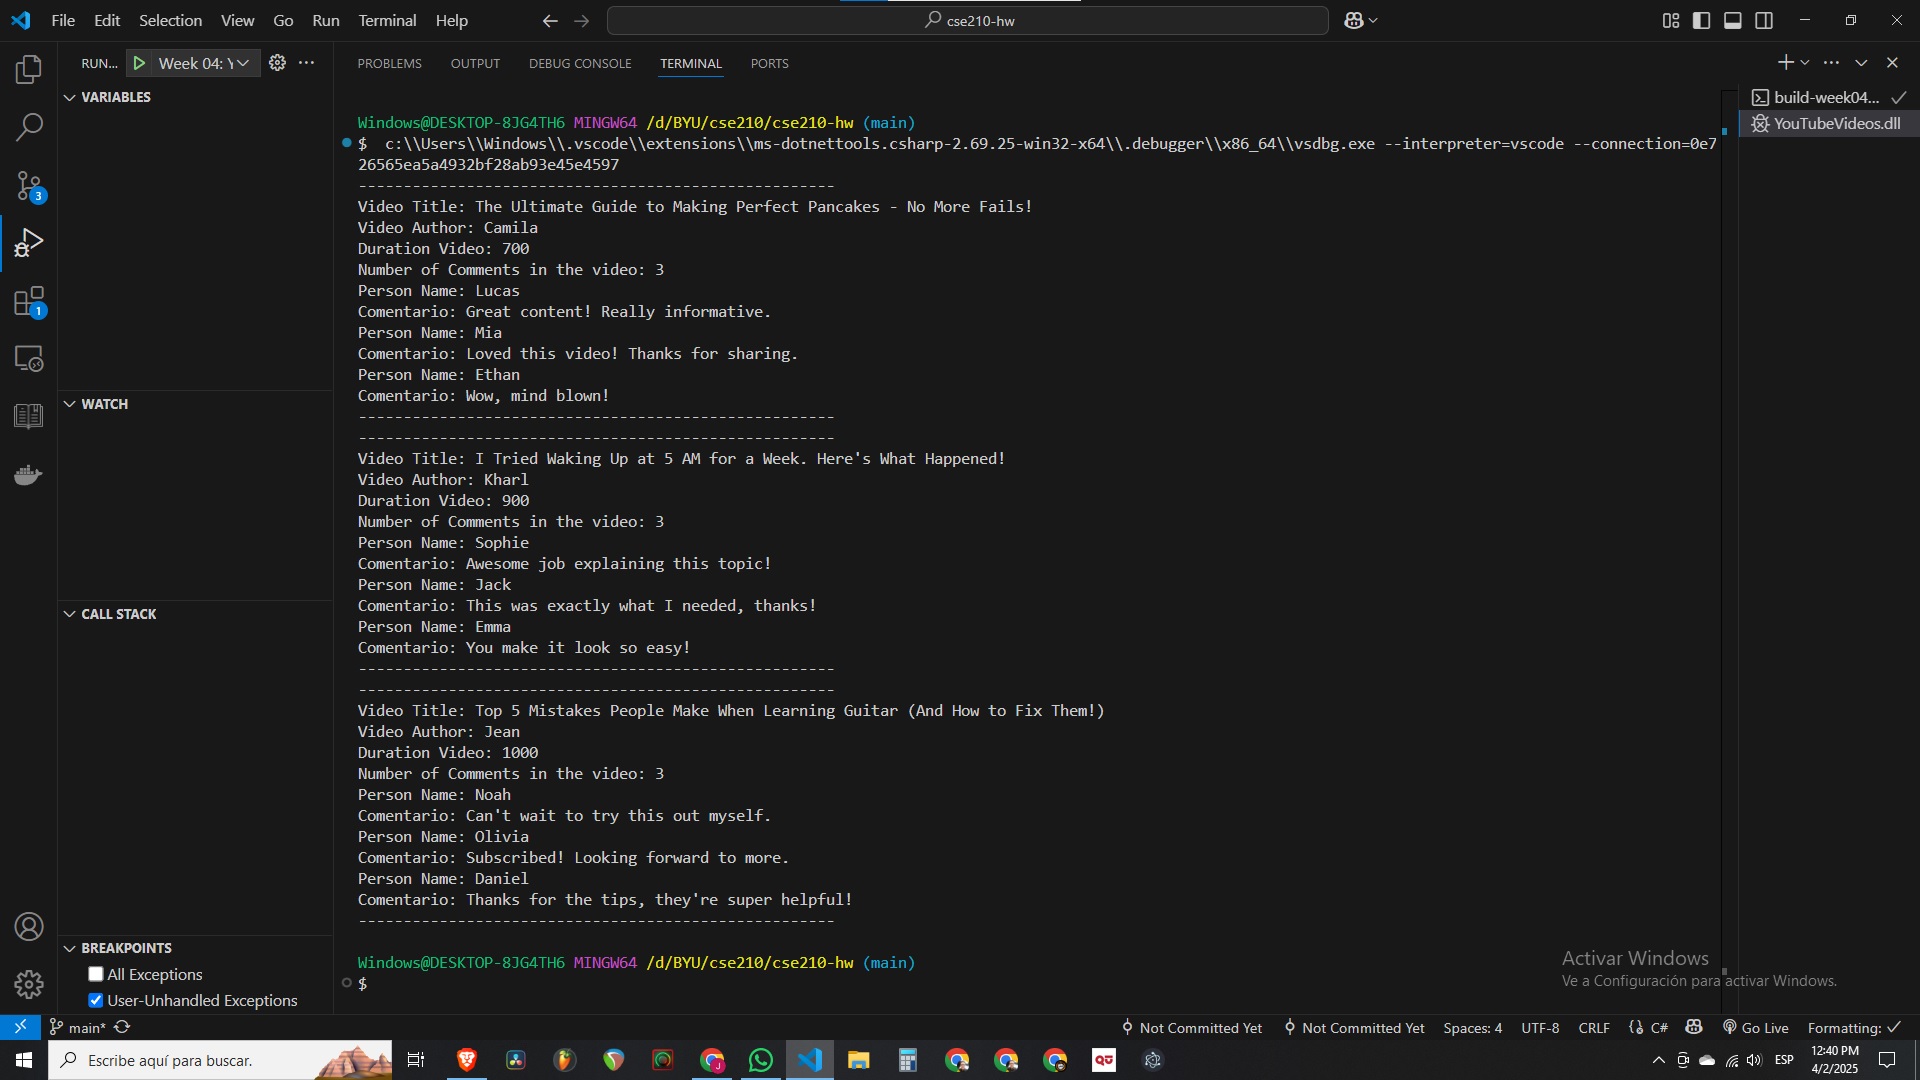 File Edit Selection View Go Run Terminal Help
cse210-hw
RUN... Week 04: Y
PROBLEMS OUTPUT DEBUG CONSOLE TERMINAL PORTS
VARIABLES
WATCH
CALL STACK
BREAKPOINTS
All Exceptions
User-Unhandled Exceptions
3
1
Windows@DESKTOP-8JG4TH6 MINGW64 /d/BYU/cse210/cse210-hw (main)
$  c:\\Users\\Windows\\.vscode\\extensions\\ms-dotnettools.csharp-2.69.25-win32-x64\\.debugger\\x86_64\\vsdbg.exe --interpreter=vscode --connection=0e7
26565ea5a4932bf28ab93e45e4597
-----------------------------------------------------
Video Title: The Ultimate Guide to Making Perfect Pancakes - No More Fails!
Video Author: Camila
Duration Video: 700
Number of Comments in the video: 3
Person Name: Lucas
Comentario: Great content! Really informative.
Person Name: Mia
Comentario: Loved this video! Thanks for sharing.
Person Name: Ethan
Comentario: Wow, mind blown!
-----------------------------------------------------
-----------------------------------------------------
Video Title: I Tried Waking Up at 5 AM for a Week. Here's What Happened!
Video Author: Kharl
Duration Video: 900
Number of Comments in the video: 3
Person Name: Sophie
Comentario: Awesome job explaining this topic!
Person Name: Jack
Comentario: This was exactly what I needed, thanks!
Person Name: Emma
Comentario: You make it look so easy!
-----------------------------------------------------
-----------------------------------------------------
Video Title: Top 5 Mistakes People Make When Learning Guitar (And How to Fix Them!)
Video Author: Jean
Duration Video: 1000
Number of Comments in the video: 3
Person Name: Noah
Comentario: Can't wait to try this out myself.
Person Name: Olivia
Comentario: Subscribed! Looking forward to more.
Person Name: Daniel
Comentario: Thanks for the tips, they're super helpful!
-----------------------------------------------------
Windows@DESKTOP-8JG4TH6 MINGW64 /d/BYU/cse210/cse210-hw (main)
$
build-week04...
YouTubeVideos.dll
Activar Windows
Ve a Configuración para activar Windows.
main* Not Committed Yet Not Committed Yet Spaces: 4 UTF-8 CRLF C# Go Live Formatting: ✓
Escribe aquí para buscar.
ESP
12:40 PM
4/2/2025